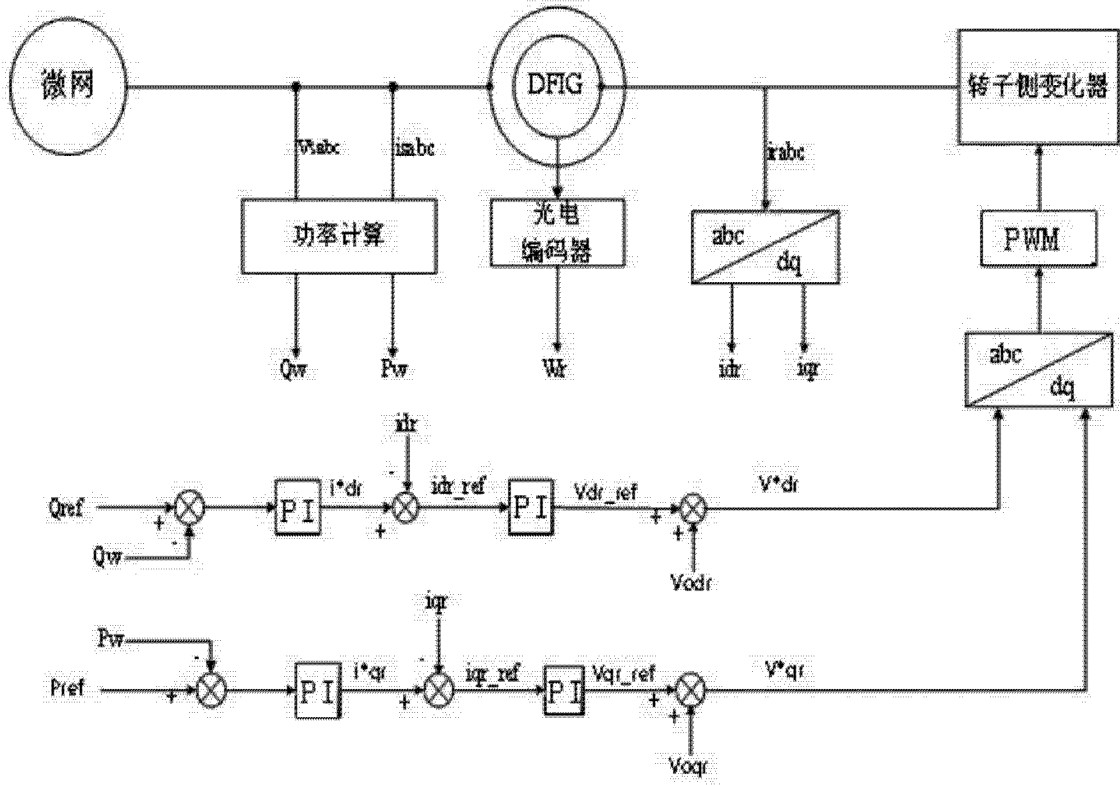 微网
DFIG
转子侧变化器
Vsabc
isabc
irabc
功率计算
光电
编码器
abc
dq
PWM
Qw
Pw
Wr
idr
iqr
abc
dq
idr
Qref
+
-
Qw
PI
i*dr
-
+
idr_ref
PI
Vdr_ref
+
+
Vodr
V*dr
Pw
-
Pref
+
PI
i*qr
iqr
-
+
iqr_ref
PI
Vqr_ref
+
+
Voqr
V*qr